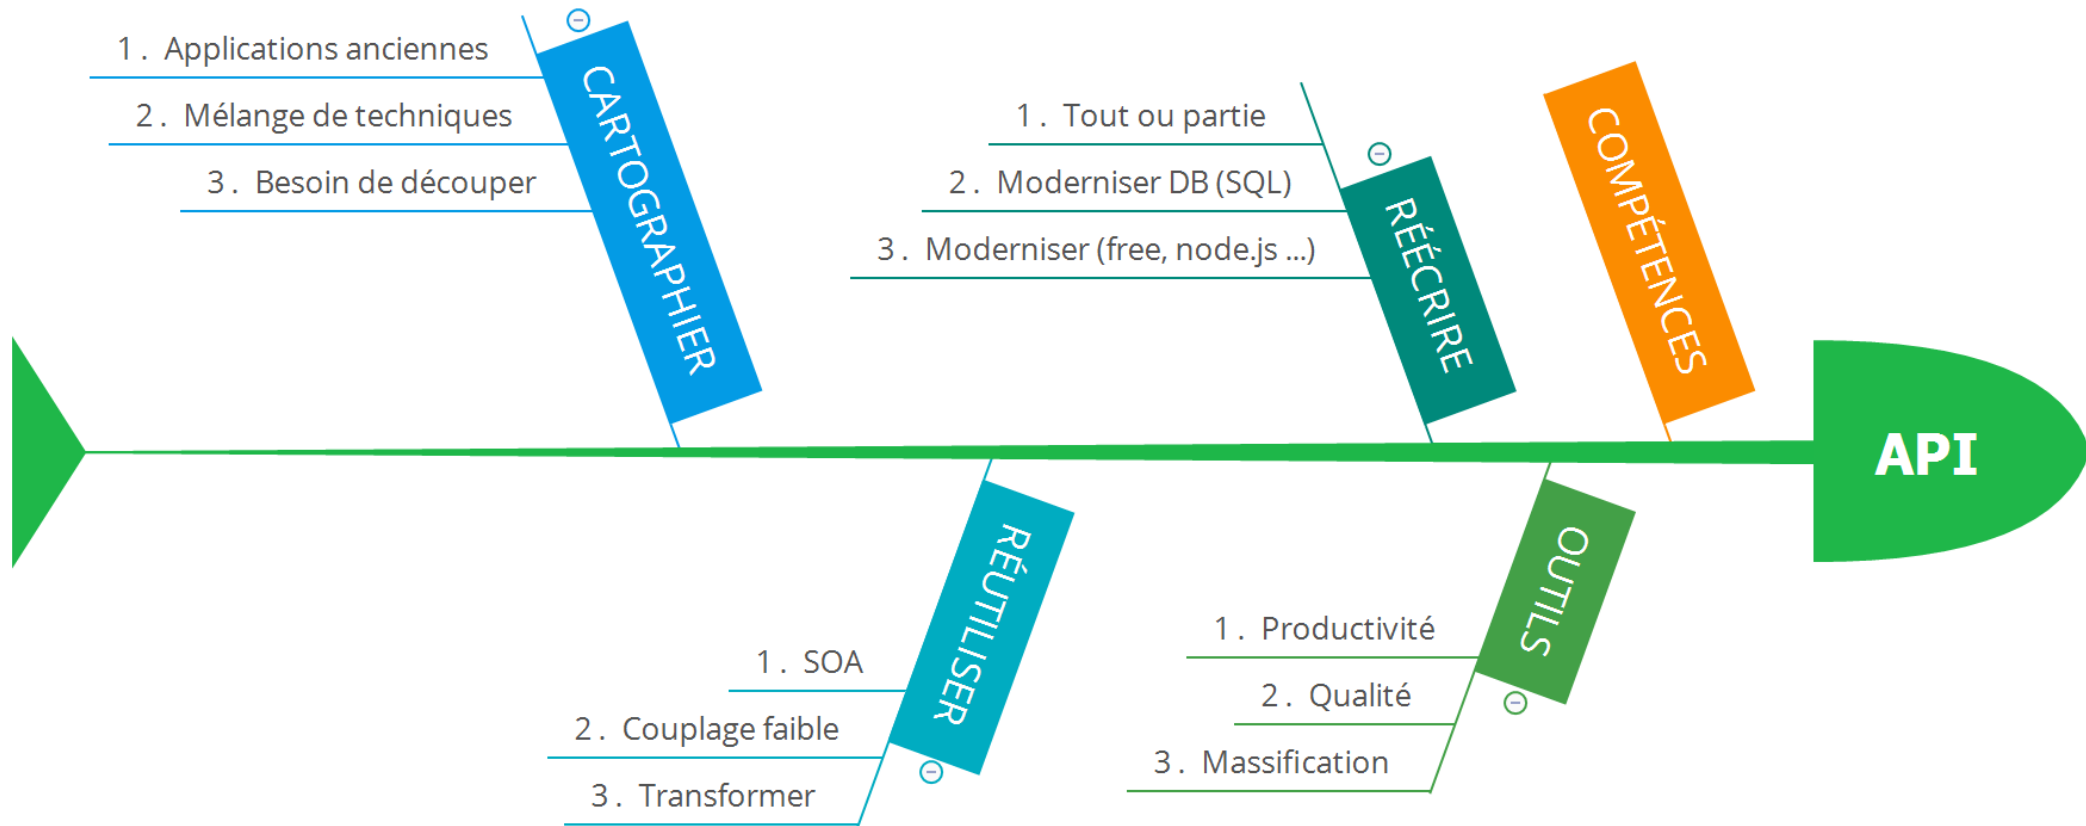 CARTOGRAPHIER
1. Applications anciennes
2. Mélange de techniques
3. Besoin de découper
RÉÉCRIRE
1. Tout ou partie
2. Moderniser DB (SQL)
3. Moderniser (free, node.js ...)
COMPÉTENCES
API
RÉUTILISER
1. SOA
2. Couplage faible
3. Transformer
OUTILS
1. Productivité
2. Qualité
3. Massification